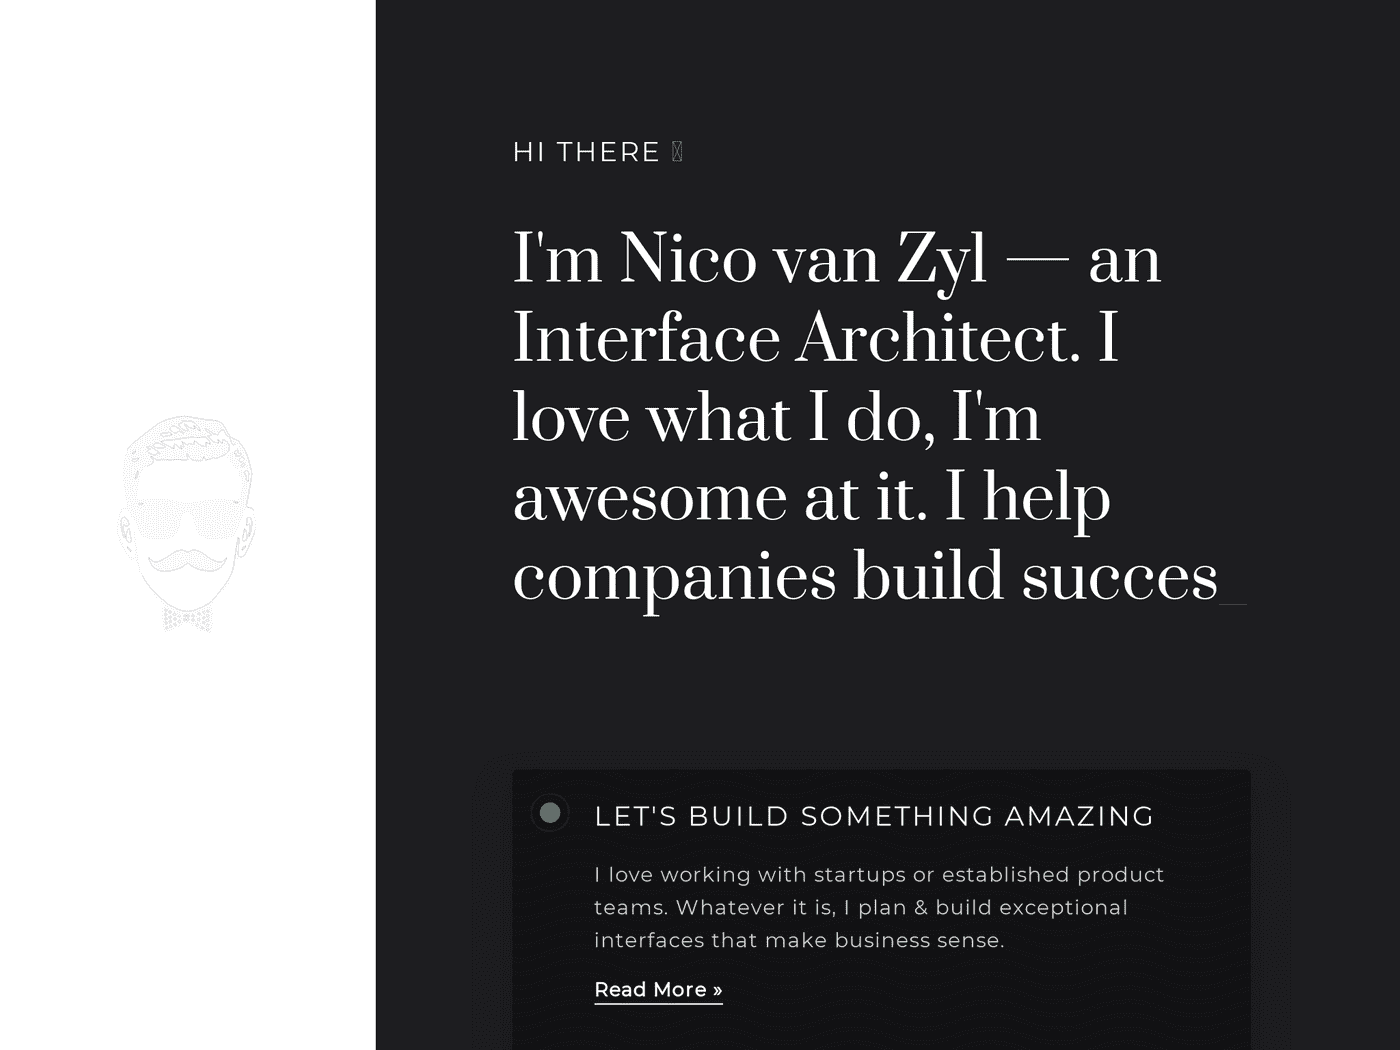 HI THERE
I'm Nico van Zyl — an
Interface Architect. I
love what I do, I'm
awesome at it. I help
companies build succes_
LET'S BUILD SOMETHING AMAZING
I love working with startups or established product
teams. Whatever it is, I plan & build exceptional
interfaces that make business sense.
Read More »